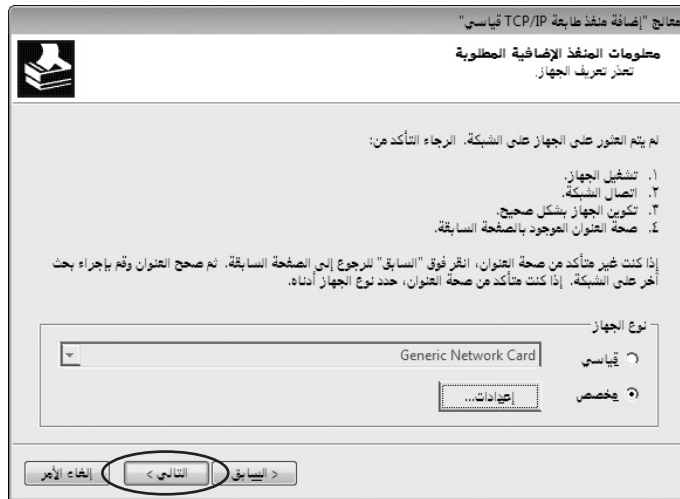 معالج "إضافة منفذ طابعة TCP/IP قياسي"
معلومات المنفذ الإضافية المطلوبة
تعذر تعريف الجهاز.
لم يتم العثور على الجهاز على الشبكة. الرجاء التأكد من:
١. تشغيل الجهاز.
٢. اتصال الشبكة.
٣. تكوين الجهاز بشكل صحيح.
٤. صحة العنوان الموجود بالصفحة السابقة.
إذا كنت غير متأكد من صحة العنوان، انقر فوق "السابق" للرجوع إلى الصفحة السابقة. ثم صحح العنوان وقم بإجراء بحث
آخر على الشبكة. إذا كنت متأكد من صحة العنوان، حدد نوع الجهاز أدناه.
نوع الجهاز
قياسي Generic Network Card
مخصص إعدادات...
< السابق التالي > إلغاء الأمر